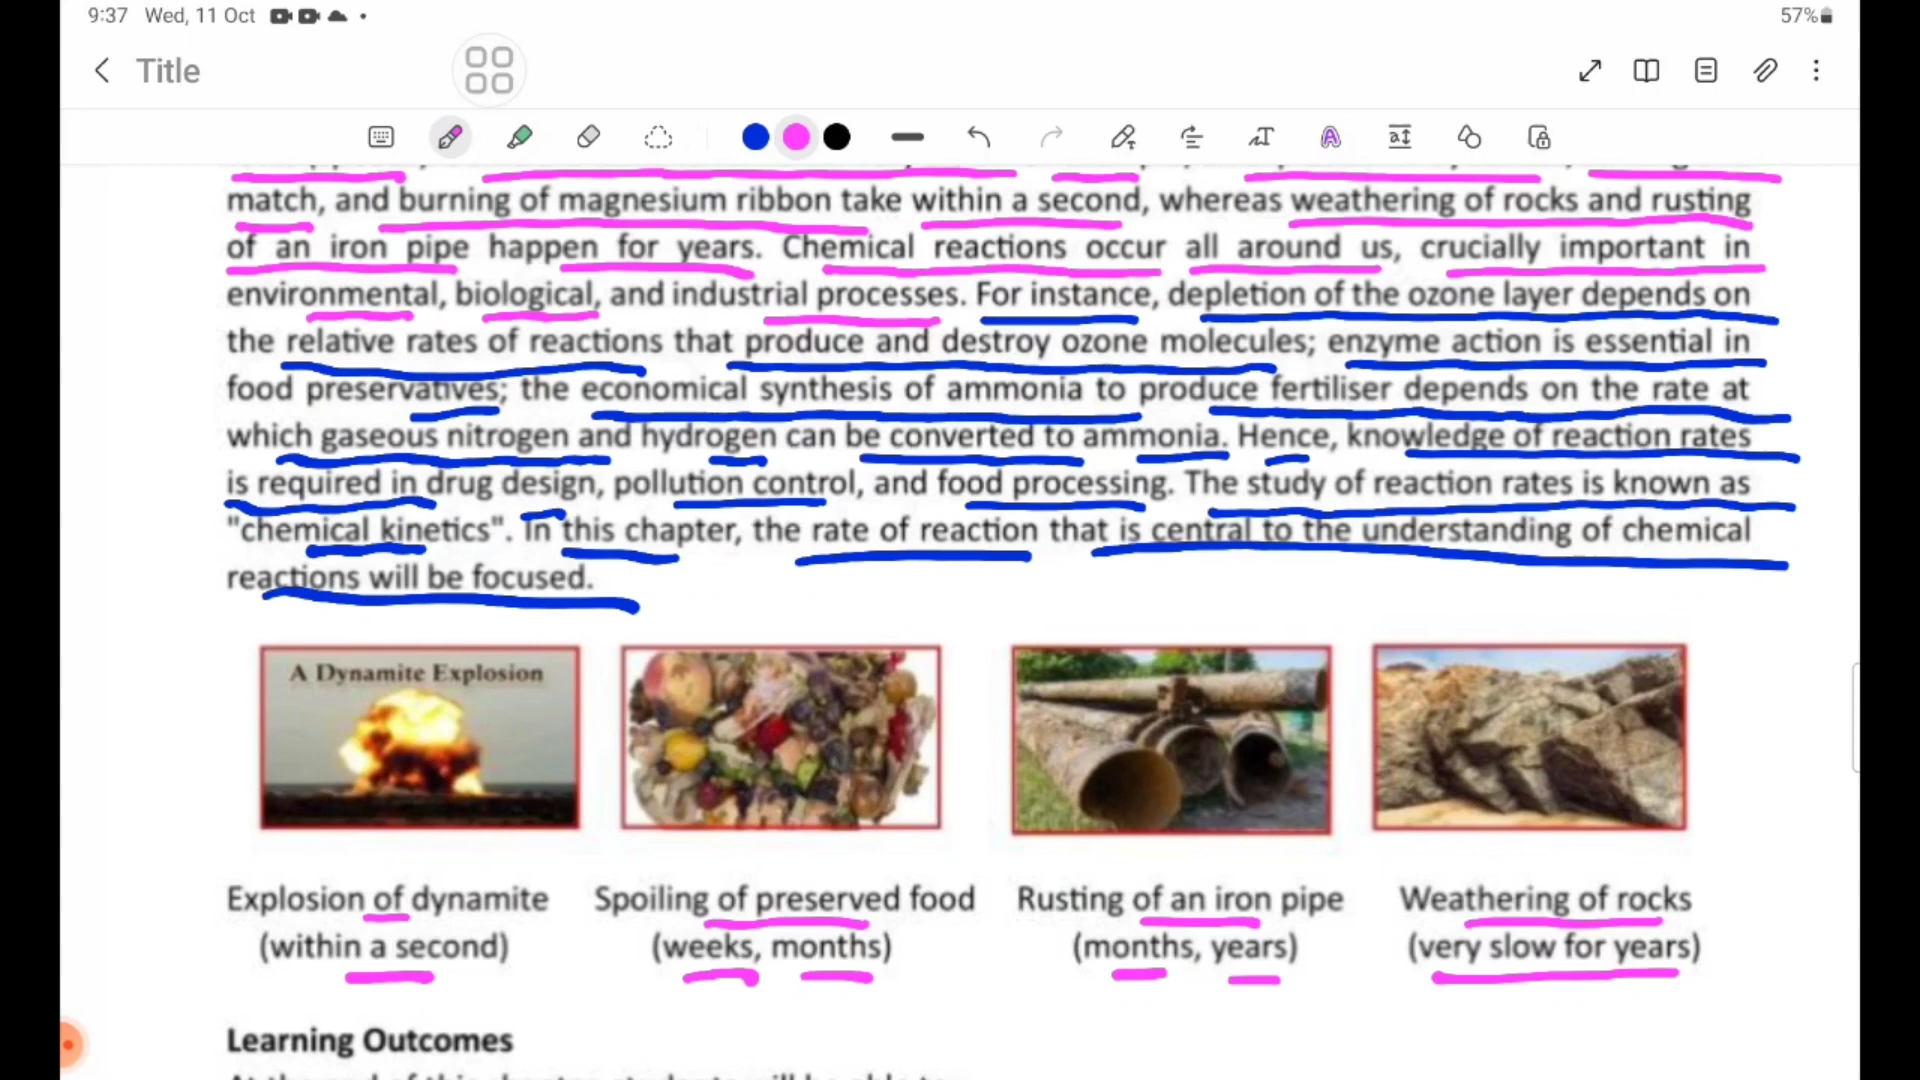 9:37 Wed, 11 Oct
57%
Title
match, and burning of magnesium ribbon take within a second, whereas weathering of rocks and rusting
of an iron pipe happen for years. Chemical reactions occur all around us, crucially important in
environmental, biological, and industrial processes. For instance, depletion of the ozone layer depends on
the relative rates of reactions that produce and destroy ozone molecules; enzyme action is essential in
food preservatives; the economical synthesis of ammonia to produce fertiliser depends on the rate at
which gaseous nitrogen and hydrogen can be converted to ammonia. Hence, knowledge of reaction rates
is required in drug design, pollution control, and food processing. The study of reaction rates is known as
"chemical kinetics". In this chapter, the rate of reaction that is central to the understanding of chemical
reactions will be focused.
A Dynamite Explosion
Explosion of dynamite
(within a second)
Spoiling of preserved food
(weeks, months)
Rusting of an iron pipe
(months, years)
Weathering of rocks
(very slow for years)
Learning Outcomes